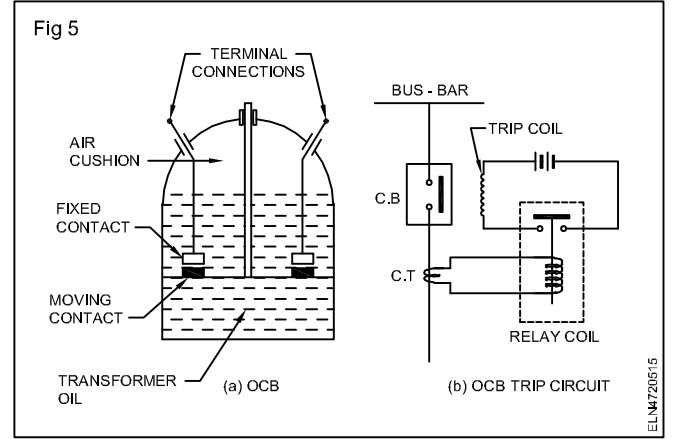 Fig 5
TERMINAL
CONNECTIONS
AIR
CUSHION
FIXED
CONTACT
MOVING
CONTACT
TRANSFORMER
OIL
(a) OCB
BUS - BAR
TRIP COIL
C.B
C.T
RELAY COIL
(b) OCB TRIP CIRCUIT
ELN4720515